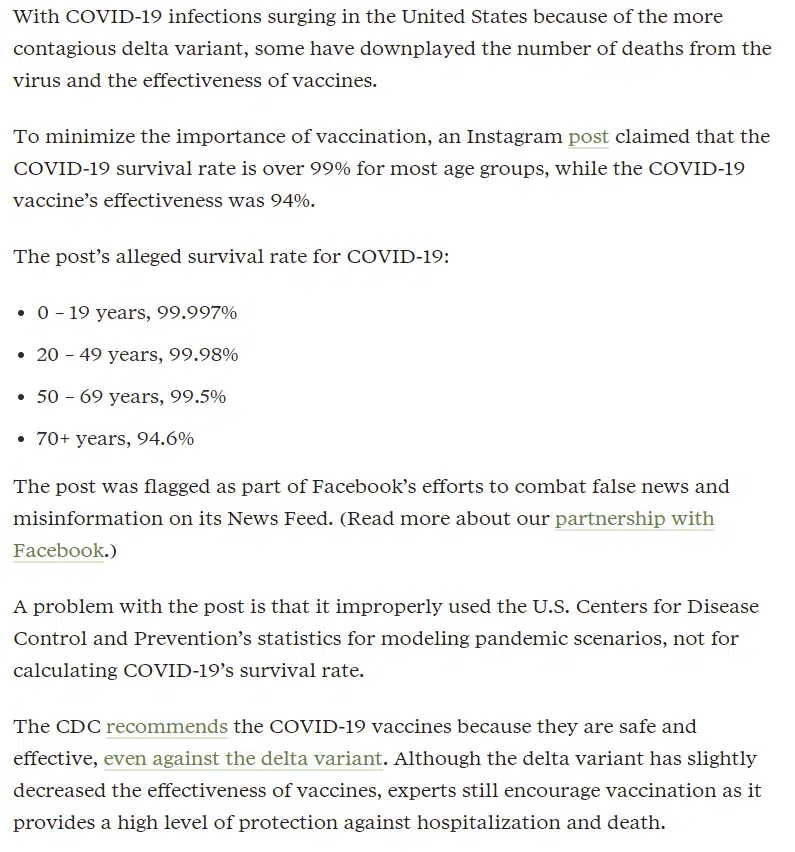 With COVID-19 infections surging in the United States because of the more
contagious delta variant, some have downplayed the number of deaths from the
virus and the effectiveness of vaccines.
To minimize the importance of vaccination, an Instagram post claimed that the
COVID-19 survival rate is over 99% for most age groups, while the COVID-19
vaccine’s effectiveness was 94%.
The post’s alleged survival rate for COVID-19:
• 0 – 19 years, 99.997%
• 20 – 49 years, 99.98%
• 50 – 69 years, 99.5%
• 70+ years, 94.6%
The post was flagged as part of Facebook’s efforts to combat false news and
misinformation on its News Feed. (Read more about our partnership with
Facebook.)
A problem with the post is that it improperly used the U.S. Centers for Disease
Control and Prevention’s statistics for modeling pandemic scenarios, not for
calculating COVID-19’s survival rate.
The CDC recommends the COVID-19 vaccines because they are safe and
effective, even against the delta variant. Although the delta variant has slightly
decreased the effectiveness of vaccines, experts still encourage vaccination as it
provides a high level of protection against hospitalization and death.